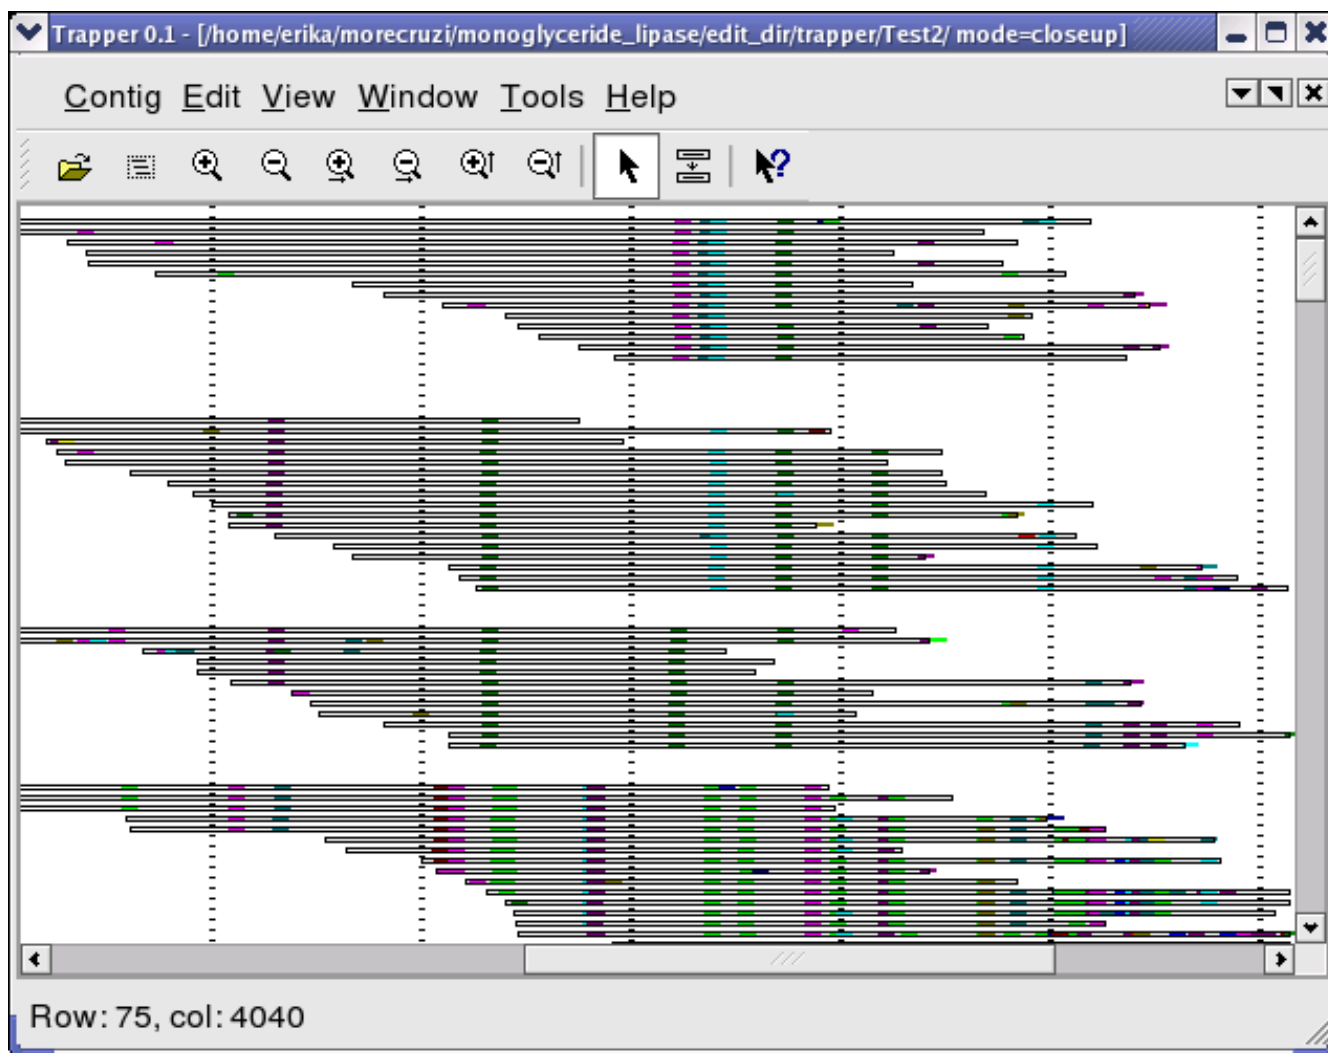 Trapper 0.1 - [/home/erika/morecruzi/monoglyceride_lipase/edit_dir/trapper/Test2/ mode=closeup]
Contig Edit View Window Tools Help
Row: 75, col: 4040